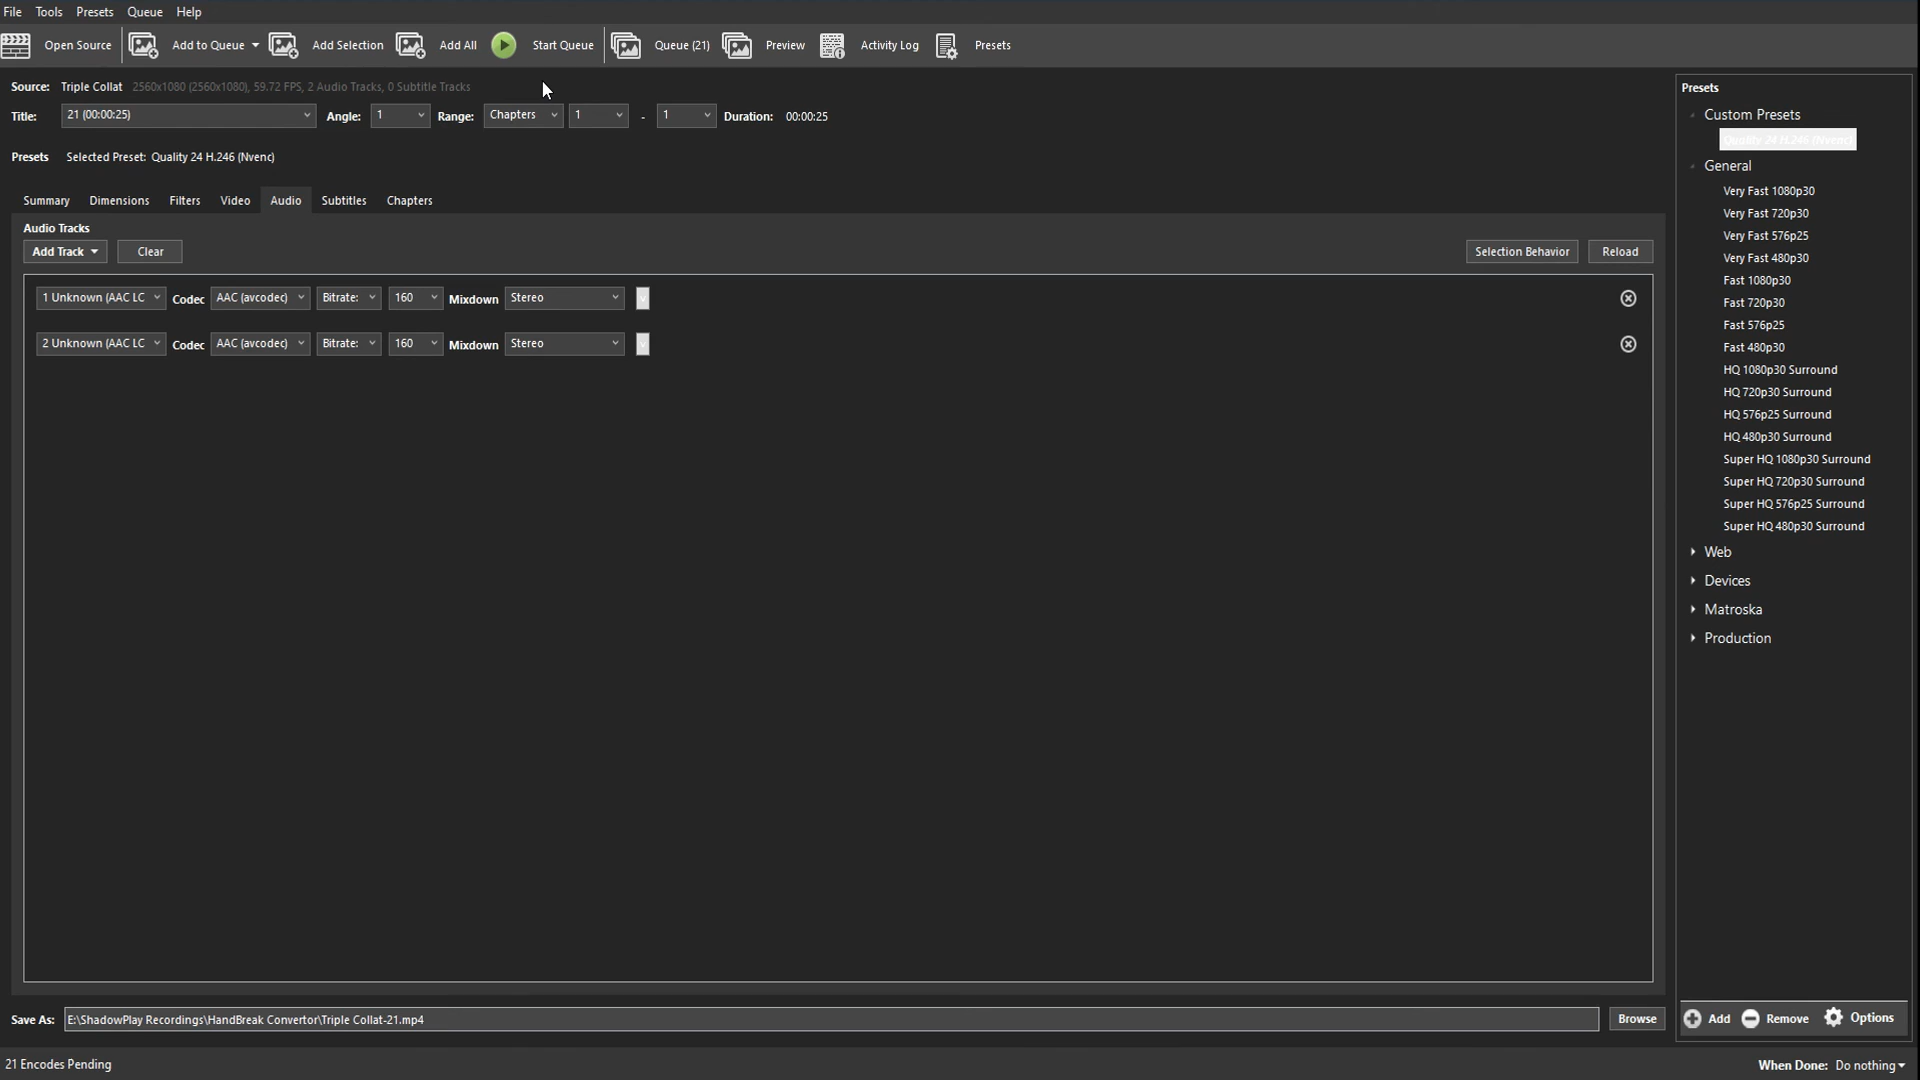 File Tools Presets Queue Help
Open Source Add to Queue Add Selection Add All Start Queue Queue (21) Preview Activity Log Presets
Source: Triple Collat 2560x1080 (2560x1080), 59.72 FPS, 2 Audio Tracks, 0 Subtitle Tracks
Title: 21 (00:00:25) Angle: 1 Range: Chapters 1 - 1 Duration: 00:00:25
Presets Selected Preset: Quality 24 H.246 (Nvenc)
Summary Dimensions Filters Video Audio Subtitles Chapters
Audio Tracks
Add Track Clear Selection Behavior Reload
1 Unknown (AAC LC Codec AAC (avcodec) Bitrate: 160 Mixdown Stereo
2 Unknown (AAC LC Codec AAC (avcodec) Bitrate: 160 Mixdown Stereo
Save As: E:\ShadowPlay Recordings\HandBreak Convertor\Triple Collat-21.mp4 Browse
21 Encodes Pending
Presets
Custom Presets
Quality 24 H.246 (Nvenc)
General
Very Fast 1080p30
Very Fast 720p30
Very Fast 576p25
Very Fast 480p30
Fast 1080p30
Fast 720p30
Fast 576p25
Fast 480p30
HQ 1080p30 Surround
HQ 720p30 Surround
HQ 576p25 Surround
HQ 480p30 Surround
Super HQ 1080p30 Surround
Super HQ 720p30 Surround
Super HQ 576p25 Surround
Super HQ 480p30 Surround
Web
Devices
Matroska
Production
Add Remove Options
When Done: Do nothing